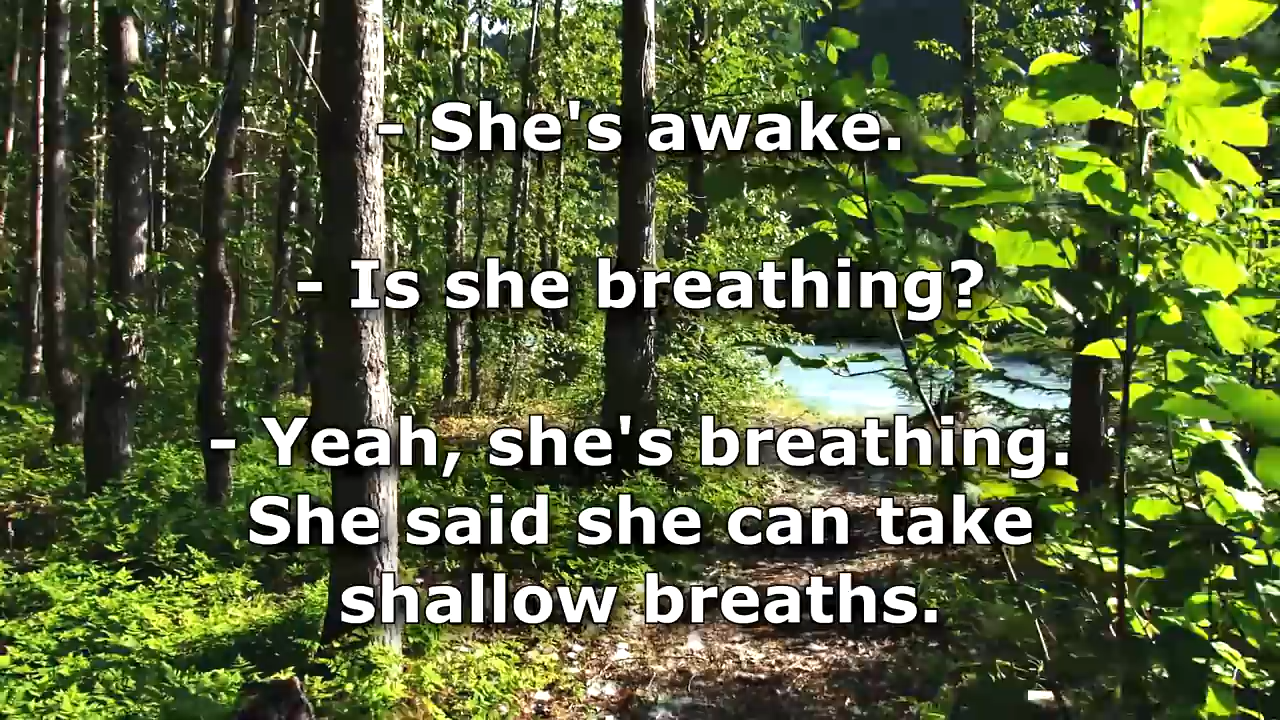 - She's awake.
- Is she breathing?
- Yeah, she's breathing.
She said she can take
shallow breaths.